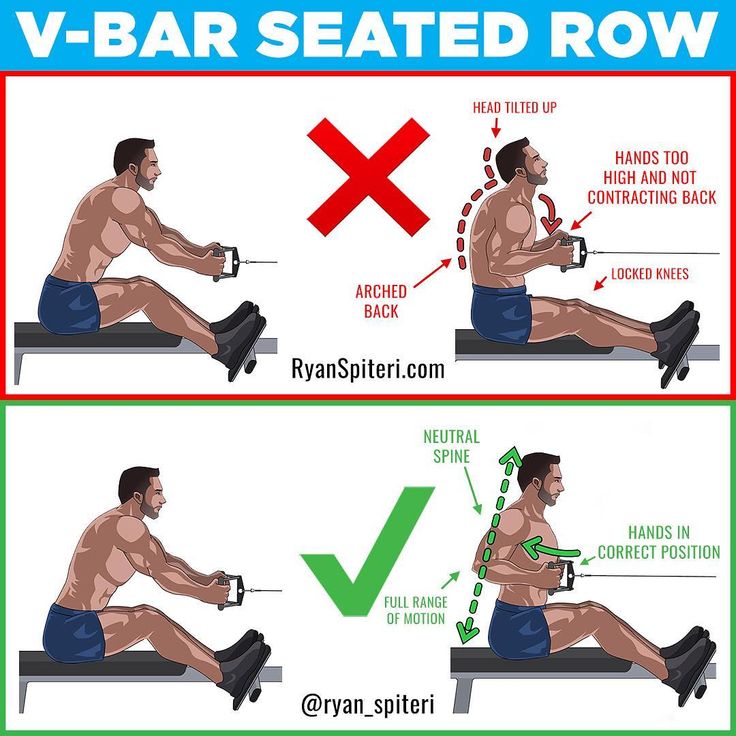 V-BAR SEATED ROW
HEAD TILTED UP
HANDS TOO
HIGH AND NOT
CONTRACTING BACK
LOCKED KNEES
ARCHED
BACK
RyanSpiteri.com
NEUTRAL
SPINE
HANDS IN
CORRECT POSITION
FULL RANGE
OF MOTION
@ryan_spiteri